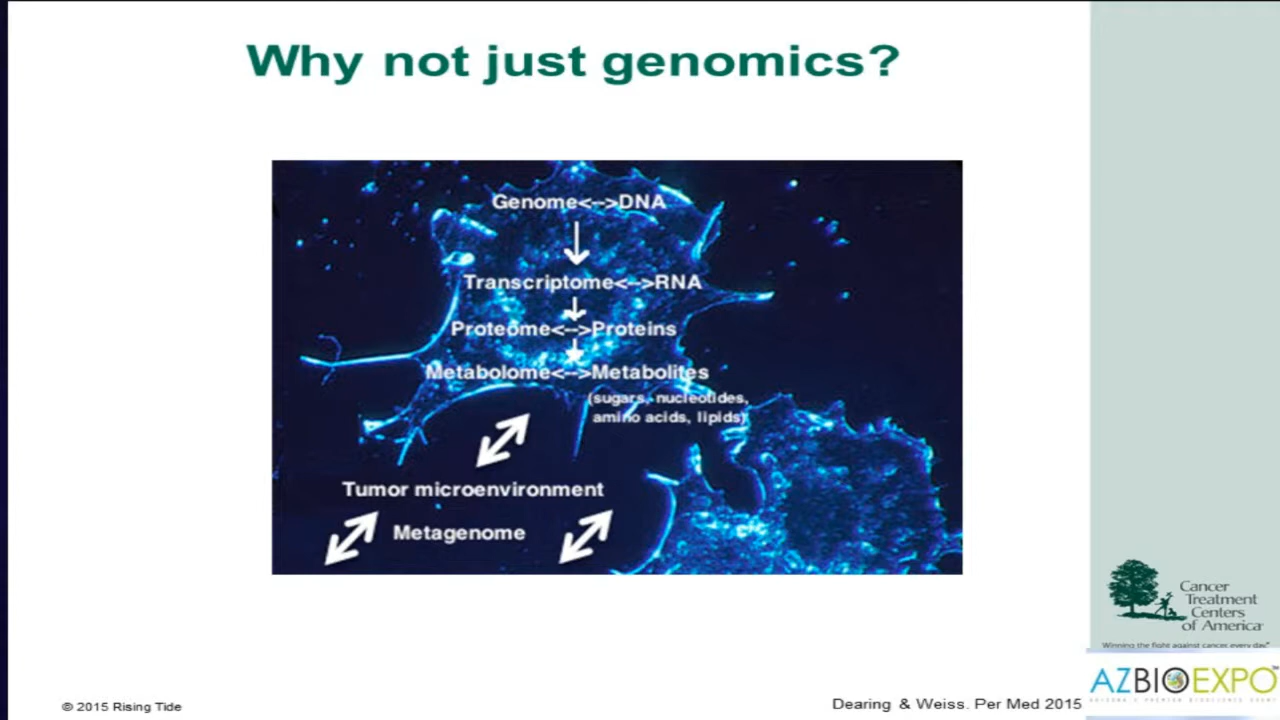 Why not just genomics?
Genome<-->DNA
Transcriptome<-->RNA
Proteome<-->Proteins
Metabolome<-->Metabolites
(sugars, nucleotides,
amino acids, lipids)
Tumor microenvironment
Metagenome
Cancer
Treatment
Centers
of America
Winning the fight against cancer, every day
AZBIOEXPO
© 2015 Rising Tide
Dearing & Weiss. Per Med 2015